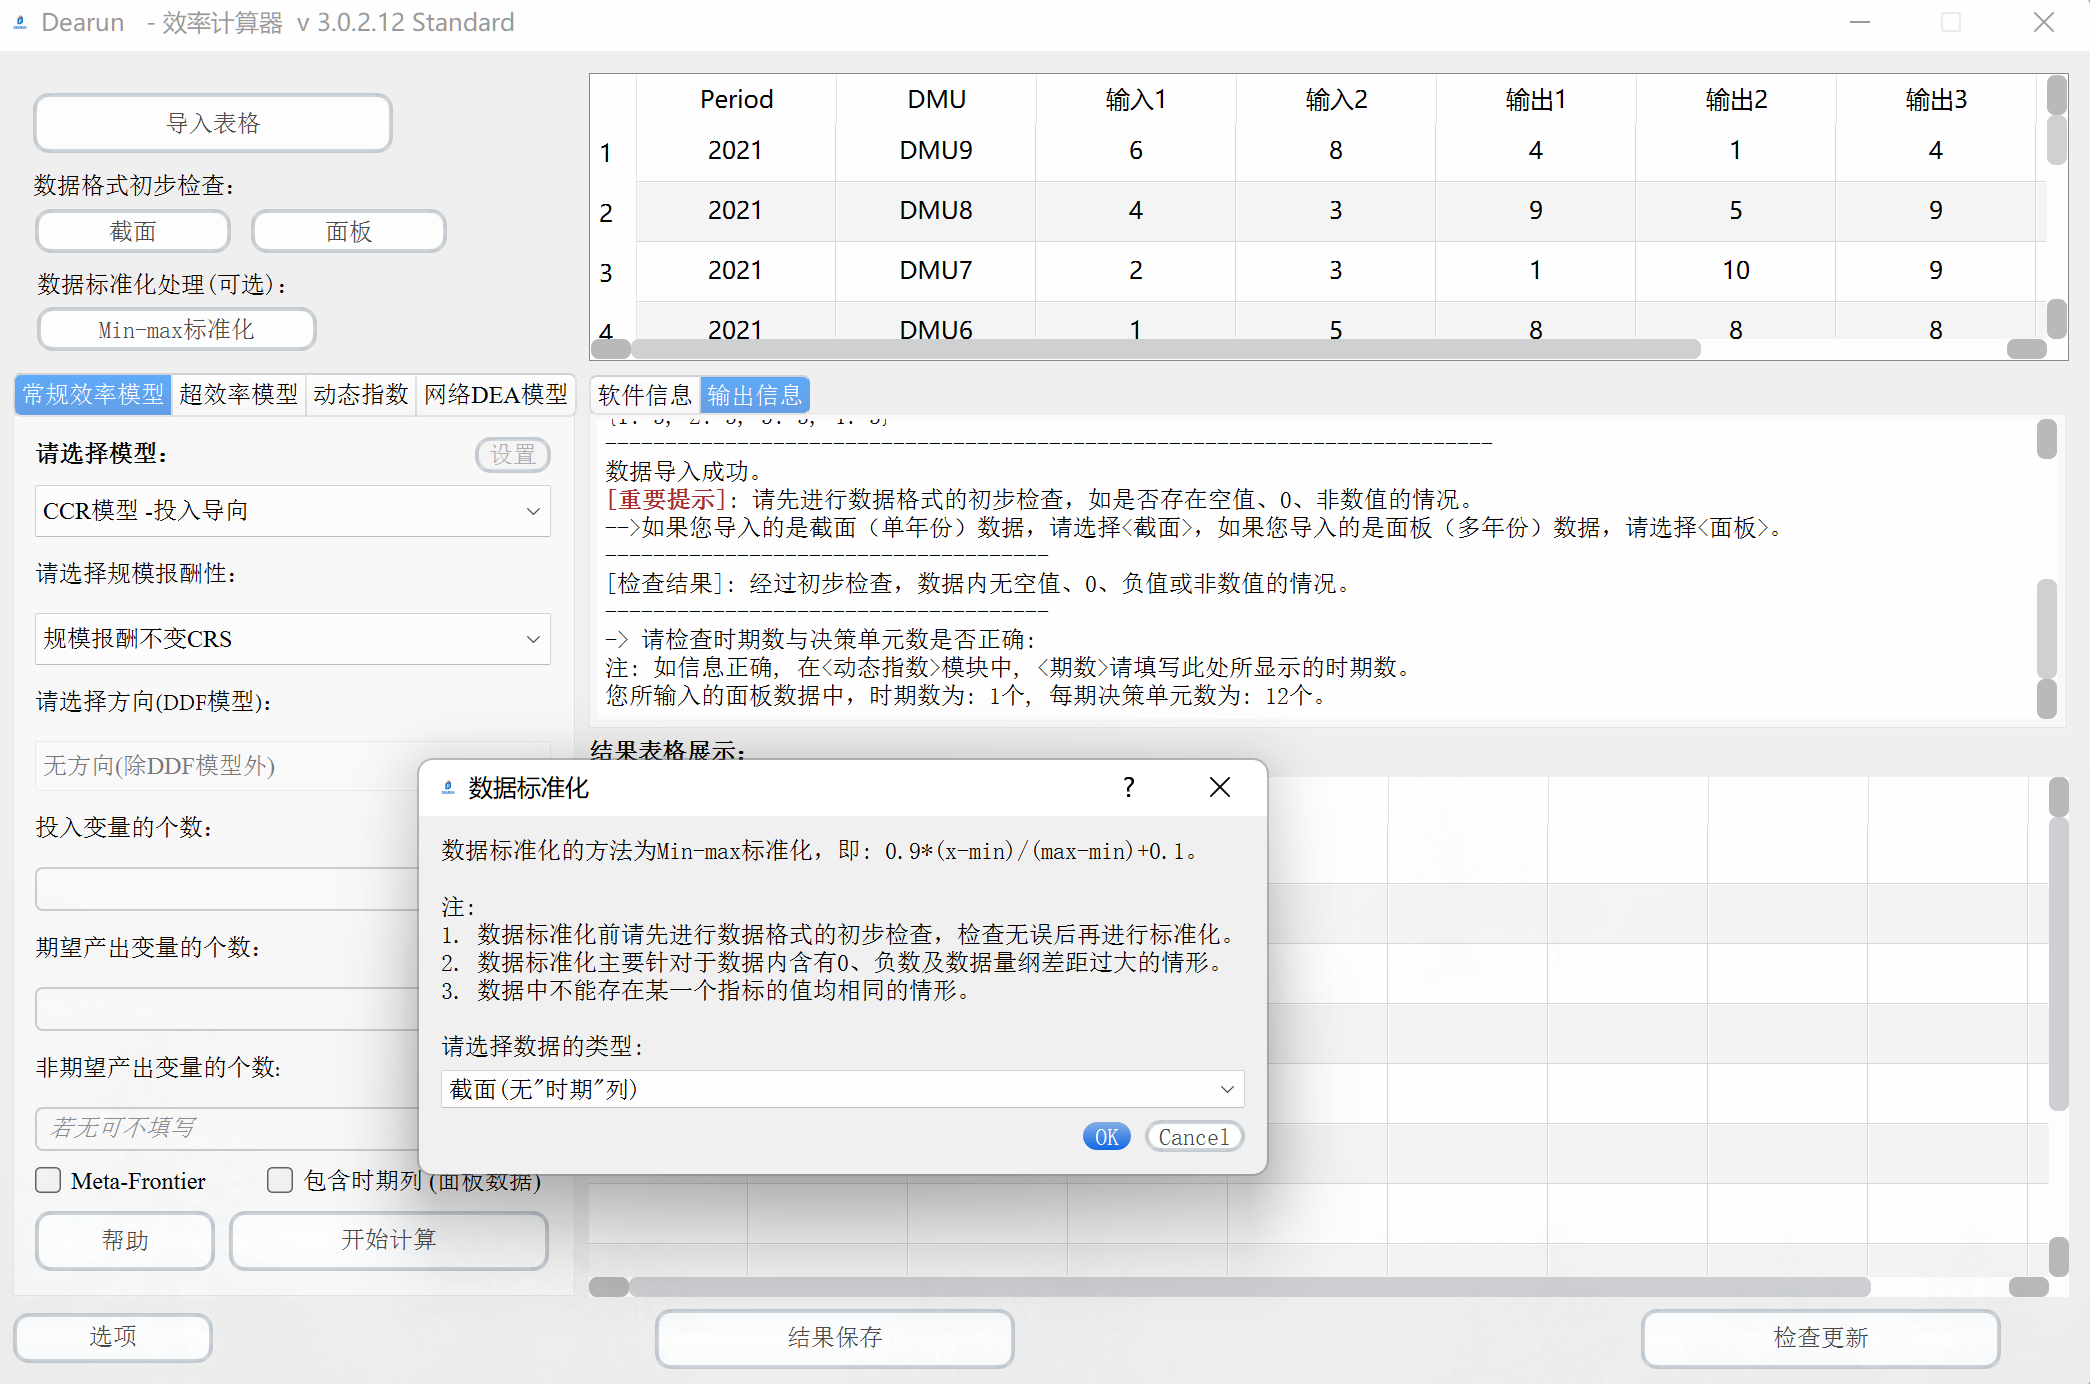 Dearun - 效率计算器 v 3.0.2.12 Standard
导入表格
数据格式初步检查：
截面
面板
数据标准化处理(可选)：
Min-max标准化
Period DMU 输入1 输入2 输出1 输出2 输出3
1 2021 DMU9 6 8 4 1 4
2 2021 DMU8 4 3 9 5 9
3 2021 DMU7 2 3 1 10 9
4 2021 DMU6 1 5 8 8 8
常规效率模型 超效率模型 动态指数 网络DEA模型
请选择模型：
设置
CCR模型 -投入导向
请选择规模报酬性：
规模报酬不变CRS
请选择方向(DDF模型)：
无方向(除DDF模型外)
投入变量的个数：
期望产出变量的个数：
非期望产出变量的个数：
若无可不填写
Meta-Frontier
包含时期列 (面板数据)
帮助
开始计算
选项
软件信息 输出信息
--------------------------------------------------------------------------
数据导入成功。
[重要提示]：请先进行数据格式的初步检查，如是否存在空值、0、非数值的情况。
-->如果您导入的是截面（单年份）数据，请选择<截面>，如果您导入的是面板（多年份）数据，请选择<面板>。
-------------------------------------
[检查结果]：经过初步检查，数据内无空值、0、负值或非数值的情况。
-------------------------------------
-> 请检查时期数与决策单元数是否正确：
注: 如信息正确, 在<动态指数>模块中, <期数>请填写此处所显示的时期数。
您所输入的面板数据中，时期数为: 1个, 每期决策单元数为: 12个。
结果表格展示：
数据标准化
?
数据标准化的方法为Min-max标准化，即: 0.9*(x-min)/(max-min)+0.1。
注:
1. 数据标准化前请先进行数据格式的初步检查，检查无误后再进行标准化。
2. 数据标准化主要针对于数据内含有0、负数及数据量纲差距过大的情形。
3. 数据中不能存在某一个指标的值均相同的情形。
请选择数据的类型:
截面(无"时期"列)
OK
Cancel
结果保存
检查更新